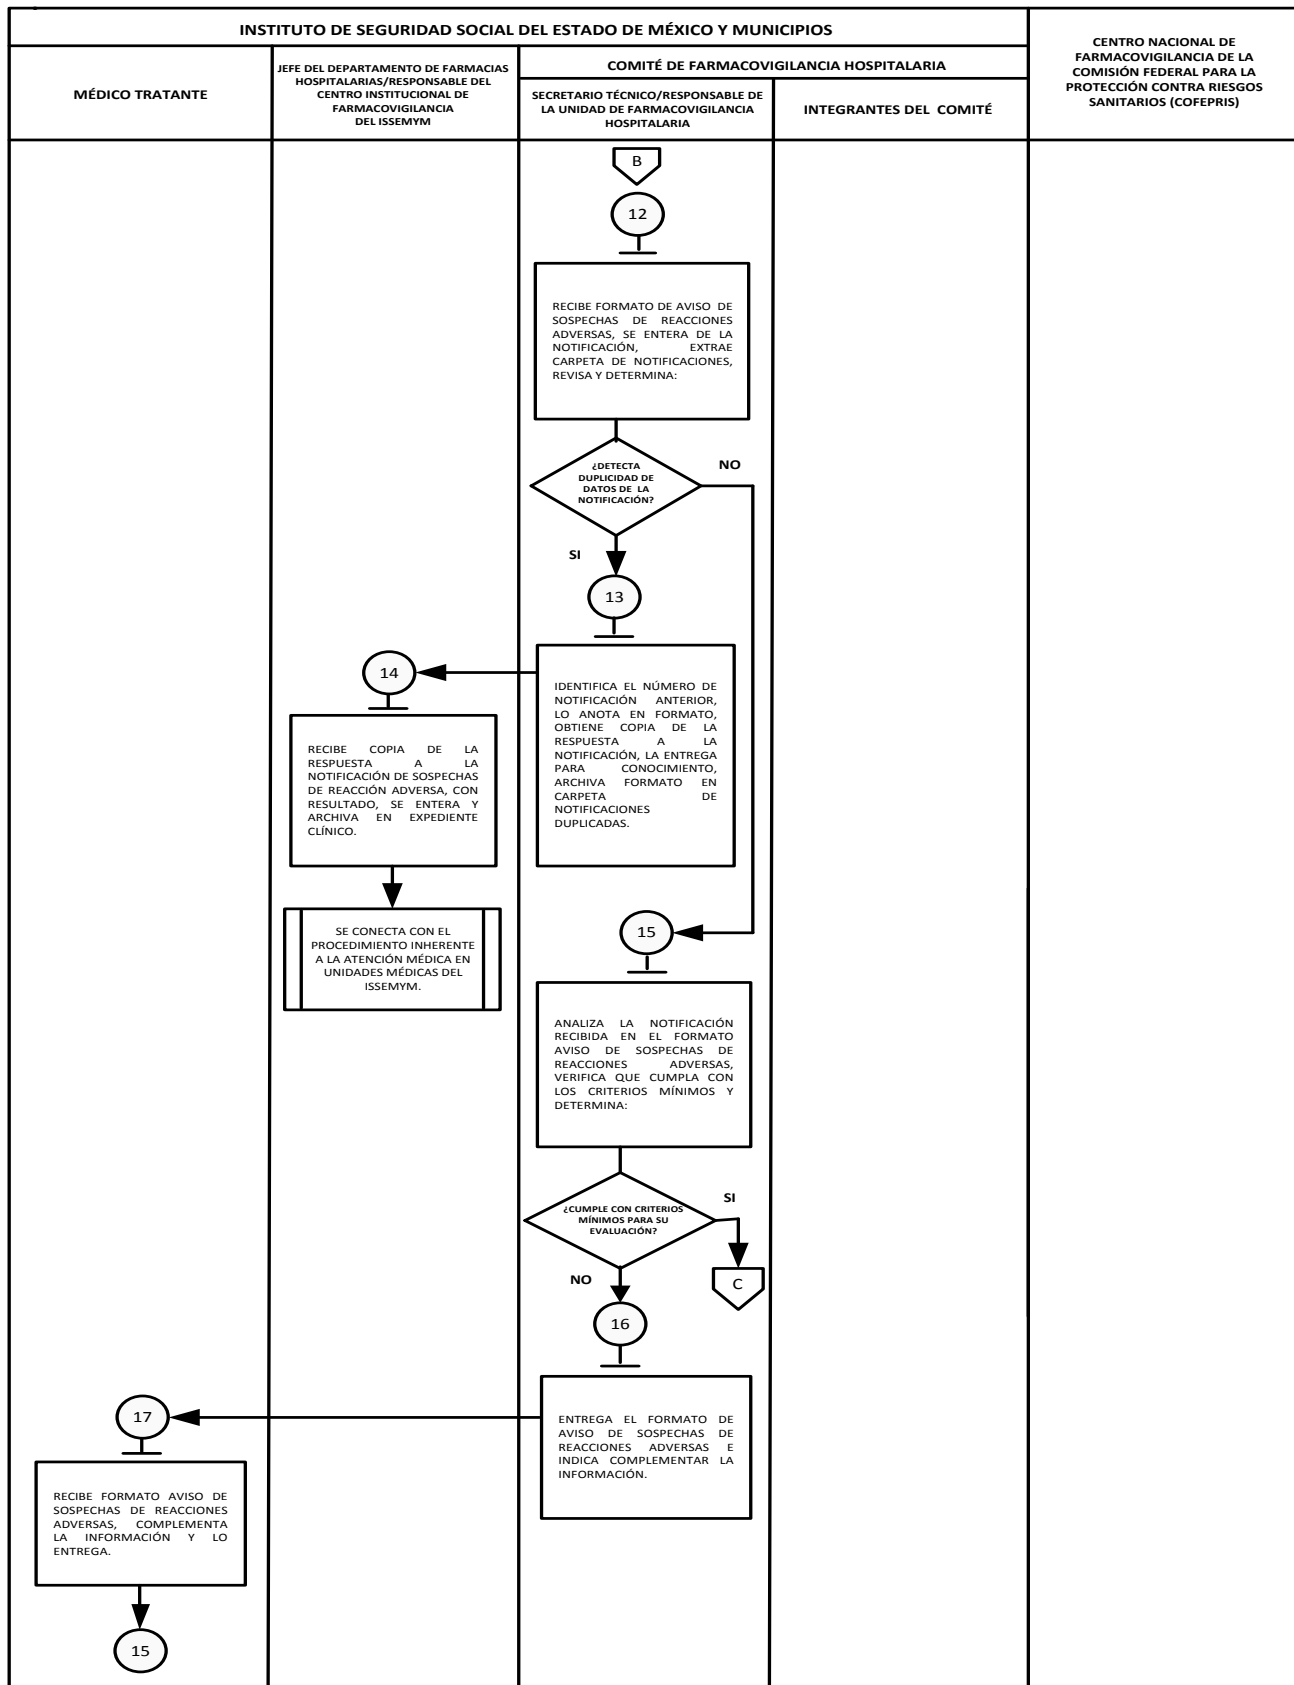 INSTITUTO DE SEGURIDAD SOCIAL DEL ESTADO DE MÉXICO Y MUNICIPIOS
CENTRO NACIONAL DE
FARMACOVIGILANCIA DE LA
COMISIÓN FEDERAL PARA LA
PROTECCIÓN CONTRA RIESGOS
SANITARIOS (COFEPRIS)
MÉDICO TRATANTE
JEFE DEL DEPARTAMENTO DE FARMACIAS
HOSPITALARIAS/RESPONSABLE DEL
CENTRO INSTITUCIONAL DE
FARMACOVIGILANCIA
DEL ISSEMYM
COMITÉ DE FARMACOVIGILANCIA HOSPITALARIA
SECRETARIO TÉCNICO/RESPONSABLE DE
LA UNIDAD DE FARMACOVIGILANCIA
HOSPITALARIA
INTEGRANTES DEL COMITÉ
B
12
RECIBE FORMATO DE AVISO DE
SOSPECHAS DE REACCIONES
ADVERSAS, SE ENTERA DE LA
NOTIFICACIÓN, EXTRAE
CARPETA DE NOTIFICACIONES,
REVISA Y DETERMINA:
¿DETECTA
DUPLICIDAD DE
DATOS DE LA
NOTIFICACIÓN?
NO
SI
13
IDENTIFICA EL NÚMERO DE
NOTIFICACIÓN ANTERIOR,
LO ANOTA EN FORMATO,
OBTIENE COPIA DE LA
RESPUESTA A LA
NOTIFICACIÓN, LA ENTREGA
PARA CONOCIMIENTO,
ARCHIVA FORMATO EN
CARPETA DE
NOTIFICACIONES
DUPLICADAS.
14
RECIBE COPIA DE LA
RESPUESTA A LA
NOTIFICACIÓN DE SOSPECHAS
DE REACCIÓN ADVERSA, CON
RESULTADO, SE ENTERA Y
ARCHIVA EN EXPEDIENTE
CLÍNICO.
SE CONECTA CON EL
PROCEDIMIENTO INHERENTE
A LA ATENCIÓN MÉDICA EN
UNIDADES MÉDICAS DEL
ISSEMYM.
15
ANALIZA LA NOTIFICACIÓN
RECIBIDA EN EL FORMATO
AVISO DE SOSPECHAS DE
REACCIONES ADVERSAS,
VERIFICA QUE CUMPLA CON
LOS CRITERIOS MÍNIMOS Y
DETERMINA:
¿CUMPLE CON CRITERIOS
MÍNIMOS PARA SU
EVALUACIÓN?
SI
C
NO
16
ENTREGA EL FORMATO DE
AVISO DE SOSPECHAS DE
REACCIONES ADVERSAS E
INDICA COMPLEMENTAR LA
INFORMACIÓN.
17
RECIBE FORMATO AVISO DE
SOSPECHAS DE REACCIONES
ADVERSAS, COMPLEMENTA
LA INFORMACIÓN Y LO
ENTREGA.
15